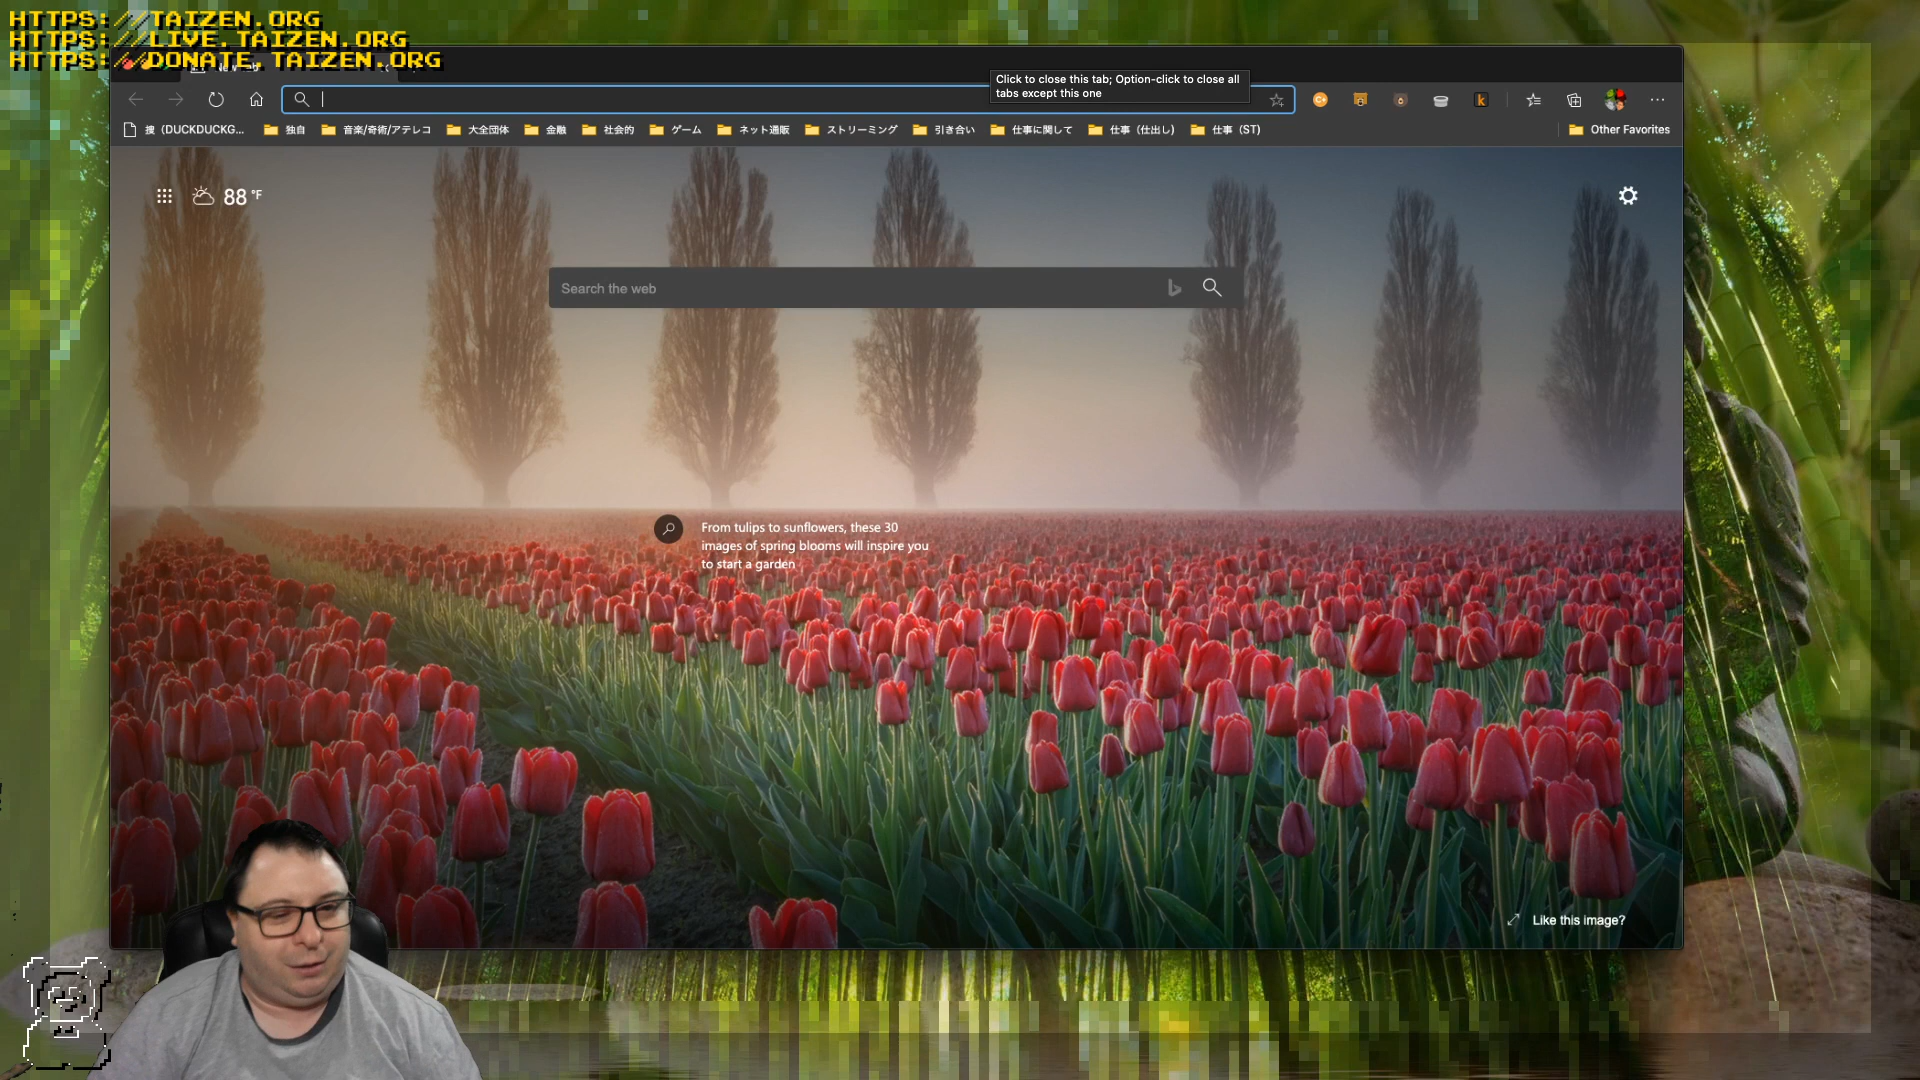 HTTPS://TAIZEN.ORG
HTTPS://LIVE.TAIZEN.ORG
HTTPS://DONATE.TAIZEN.ORG
Click to close this tab; Option-click to close all
tabs except this one
捜（DUCKDUCKG... 独自 音楽/奇術/アテレコ 大全団体 金融 社会的 ゲーム ネット通販 ストリーミング 引き合い 仕事に関して 仕事（仕出し） 仕事（ST） Other Favorites
88 °F
Search the web
From tulips to sunflowers, these 30
images of spring blooms will inspire you
to start a garden
Like this image?